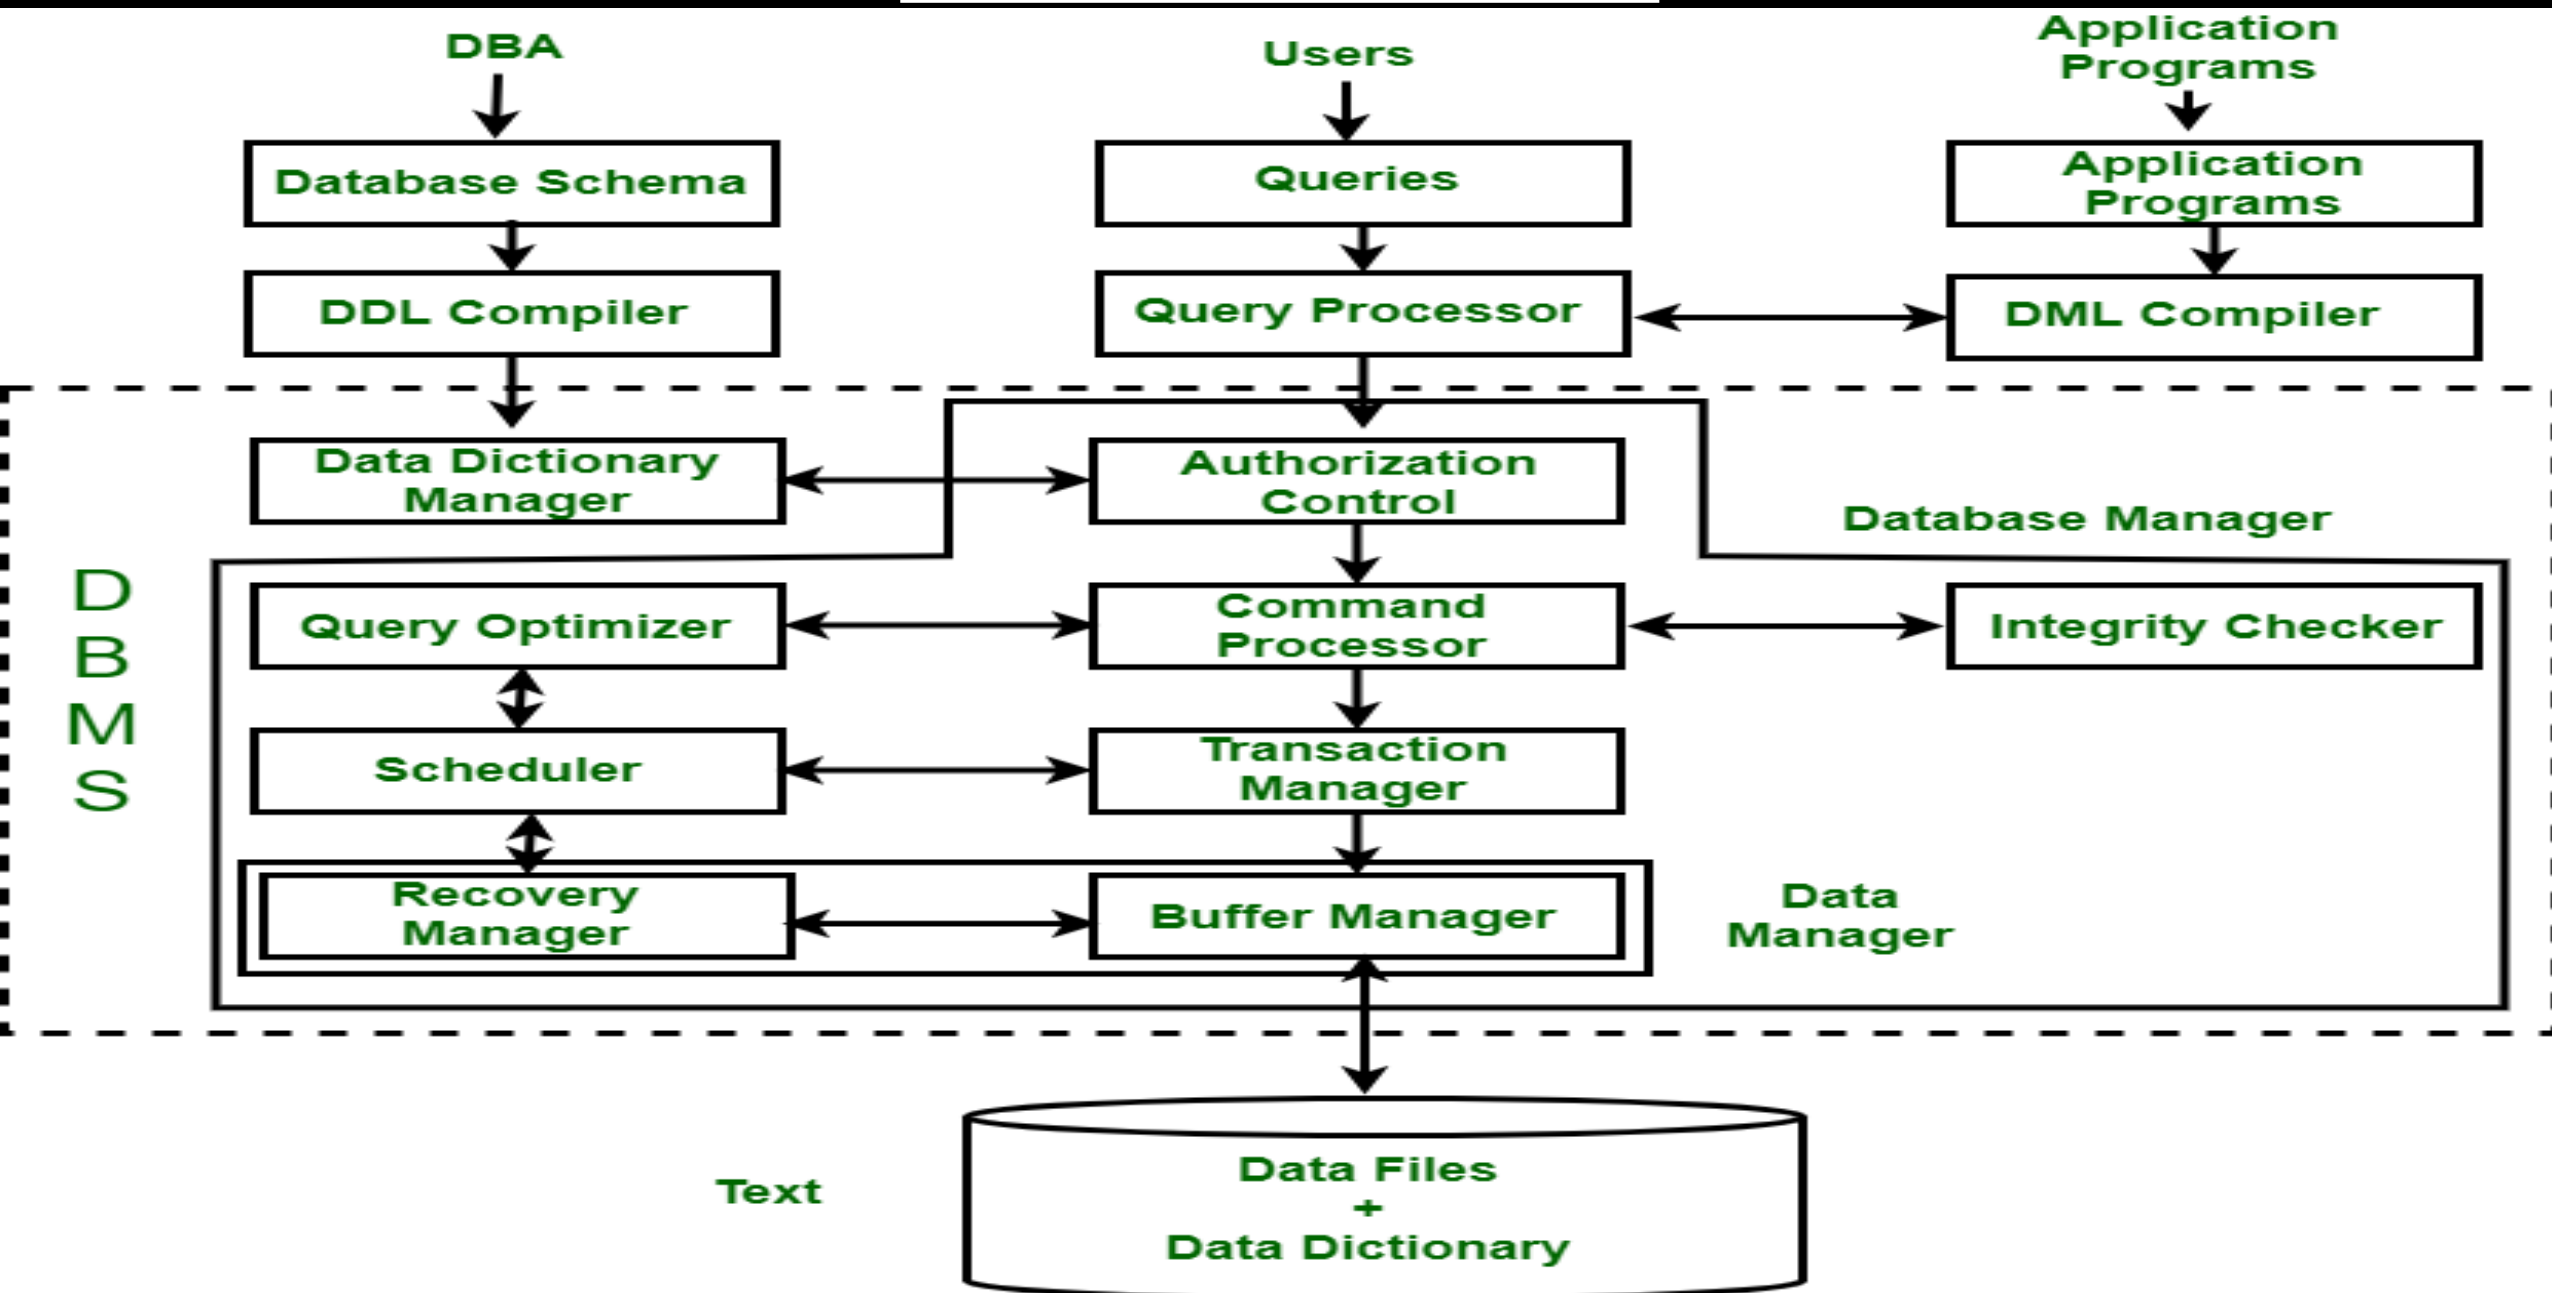 DBA
Users
Application
Programs
Database Schema
Queries
Application
Programs
DDL Compiler
Query Processor
DML Compiler
Data Dictionary
Manager
Authorization
Control
Database Manager
D
B
M
S
Query Optimizer
Command
Processor
Integrity Checker
Scheduler
Transaction
Manager
Recovery
Manager
Buffer Manager
Data
Manager
Text
Data Files
+
Data Dictionary